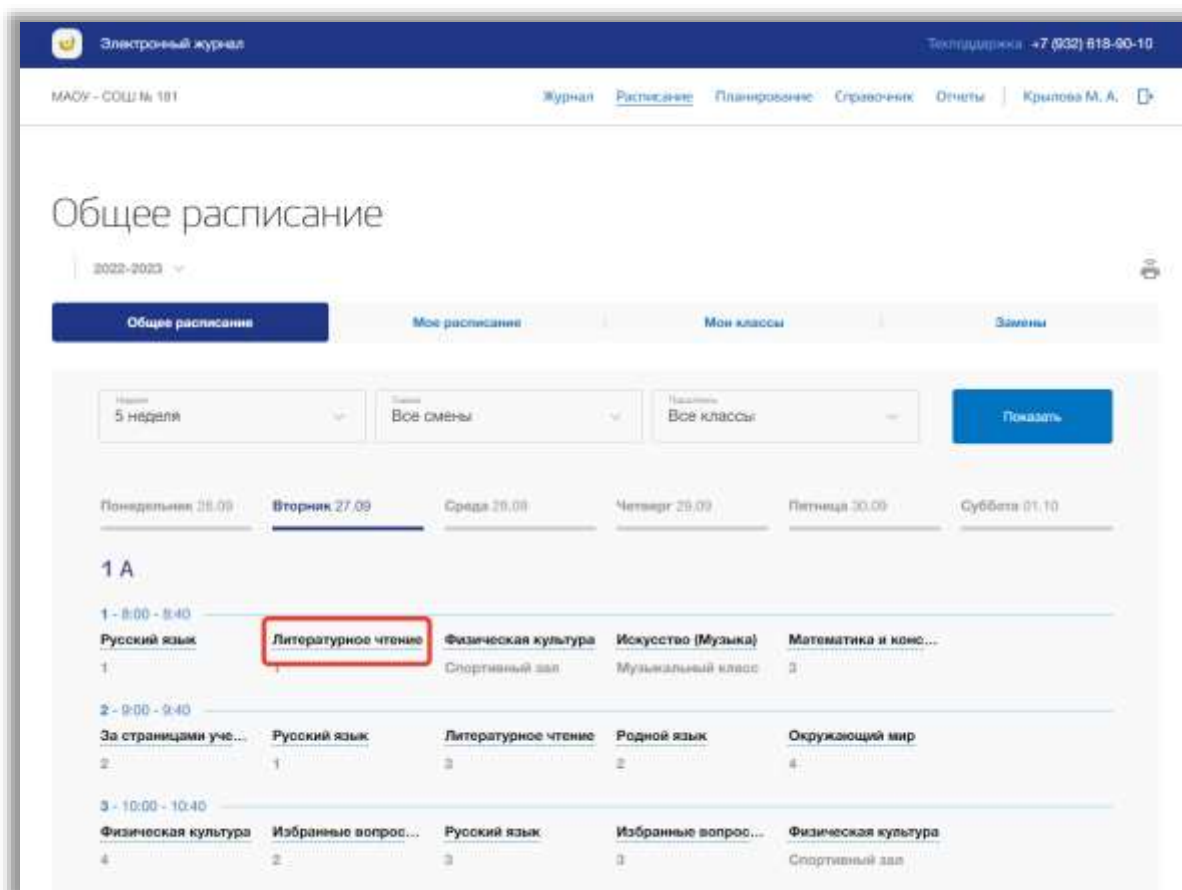 Электронный журнал Техподдержка +7 (932) 618-90-10
МАОУ - СОШ № 181 Журнал Расписание Планирование Справочник Отчеты Крылова М. А.
Общее расписание
2022-2023
Общее расписание Мое расписание Мои классы Замены
Неделя Смена
5 неделя Все смены Все классы Показать
Понедельник 26.09 Вторник 27.09 Среда 28.09 Четверг 29.09 Пятница 30.09 Суббота 01.10
1 А
1 - 8:00 - 8:40
Русский язык Литературное чтение Физическая культура Искусство (Музыка) Математика и конс...
1 1 Спортивный зал Музыкальный класс 3
2 - 9:00 - 9:40
За страницами уче... Русский язык Литературное чтение Родной язык Окружающий мир
2 1 3 2 4
3 - 10:00 - 10:40
Физическая культура Избранные вопрос... Русский язык Избранные вопрос... Физическая культура
4 2 3 3 Спортивный зал